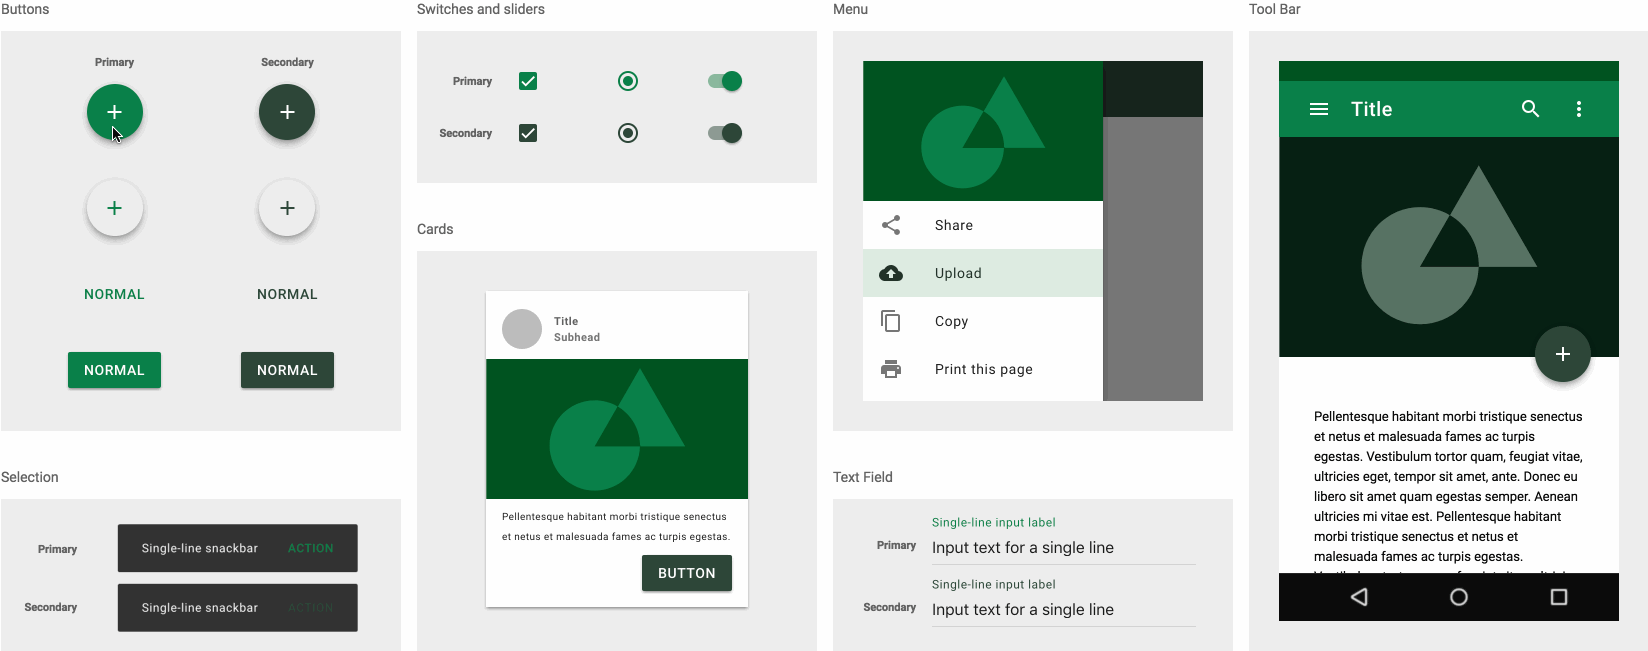 Buttons
Primary
Secondary
NORMAL
NORMAL
NORMAL
NORMAL
Selection
Primary
Single-line snackbar
ACTION
Secondary
Single-line snackbar
ACTION
Switches and sliders
Primary
Secondary
Cards
Title
Subhead
Pellentesque habitant morbi tristique senectus
et netus et malesuada fames ac turpis egestas.
BUTTON
Menu
Share
Upload
Copy
Print this page
Text Field
Primary
Single-line input label
Input text for a single line
Secondary
Single-line input label
Input text for a single line
Tool Bar
Title
Pellentesque habitant morbi tristique senectus
et netus et malesuada fames ac turpis
egestas. Vestibulum tortor quam, feugiat vitae,
ultricies eget, tempor sit amet, ante. Donec eu
libero sit amet quam egestas semper. Aenean
ultricies mi vitae est. Pellentesque habitant
morbi tristique senectus et netus et
malesuada fames ac turpis egestas.